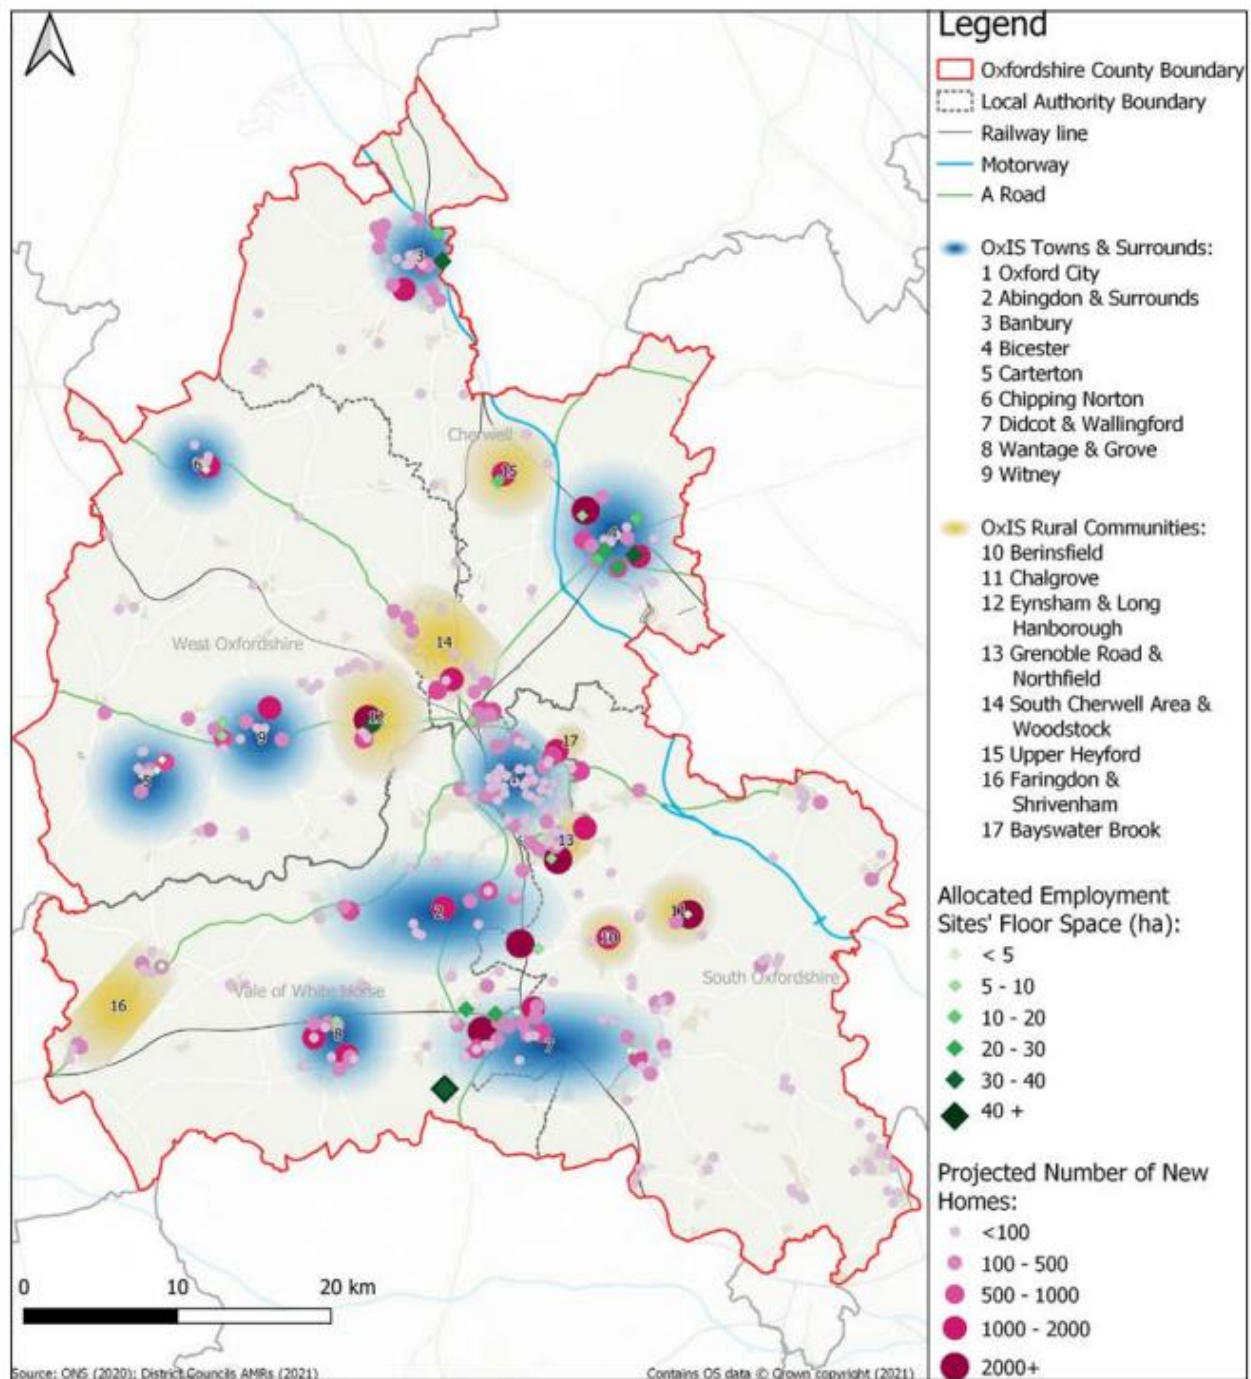 Legend
Oxfordshire County Boundary
Local Authority Boundary
Railway line
Motorway
A Road
OxIS Towns & Surrounds:
1 Oxford City
2 Abingdon & Surrounds
3 Banbury
4 Bicester
5 Carterton
6 Chipping Norton
7 Didcot & Wallingford
8 Wantage & Grove
9 Witney
OxIS Rural Communities:
10 Berinsfield
11 Chalgrove
12 Eynsham & Long
Hanborough
13 Grenoble Road &
Northfield
14 South Cherwell Area &
Woodstock
15 Upper Heyford
16 Faringdon &
Shrivenham
17 Bayswater Brook
Allocated Employment
Sites' Floor Space (ha):
< 5
5 - 10
10 - 20
20 - 30
30 - 40
40 +
Projected Number of New
Homes:
<100
100 - 500
500 - 1000
1000 - 2000
2000+
3
Cherwell
6
15
4
14
West Oxfordshire
12
9
17
5
13
2
11
10
South Oxfordshire
Vale of White Horse
16
8
7
0 10 20 km
Source: ONS (2020); District Councils AMRs (2021)
Contains OS data © Crown copyright (2021)